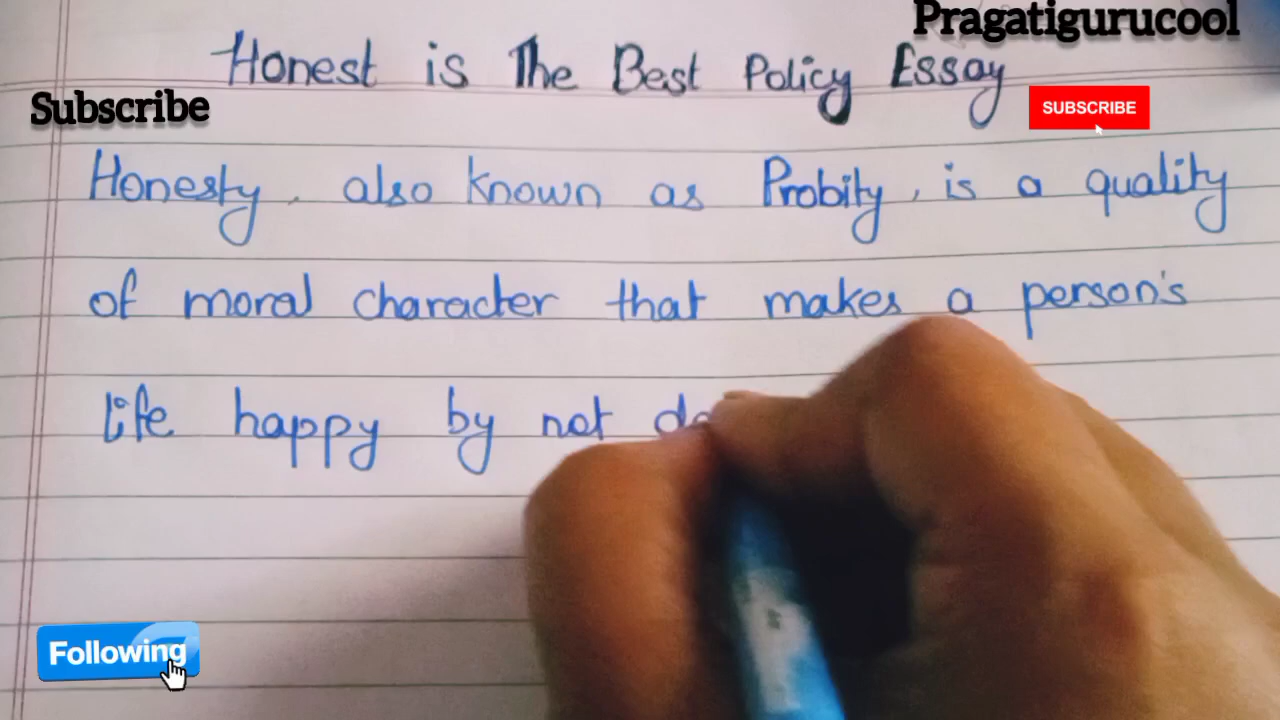 Pragatigurucool
Honest is The Best Policy Essay
Subscribe
SUBSCRIBE
Honesty, also known as Probity, is a quality
of moral character that makes a person's
life happy by not do
Following